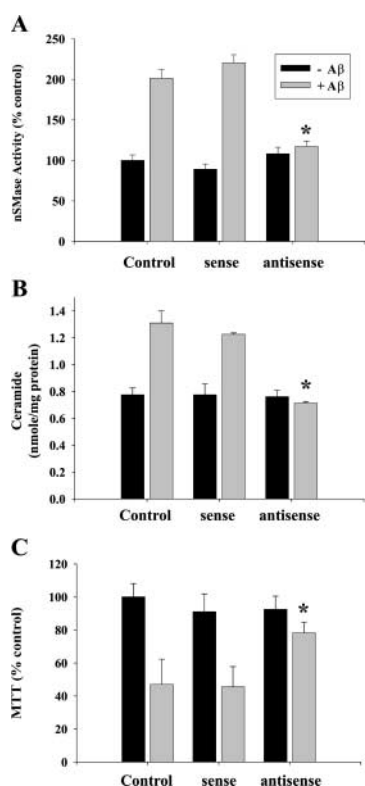 A
nSMase Activity (% control)
250
200
150
100
50
0
- Aβ
+ Aβ
*
Control sense antisense
B
Ceramide
(nmole/mg protein)
1.4
1.2
1.0
0.8
0.6
0.4
0.2
0.0
*
Control sense antisense
C
MTT (% control)
120
100
80
60
40
20
0
*
Control sense antisense